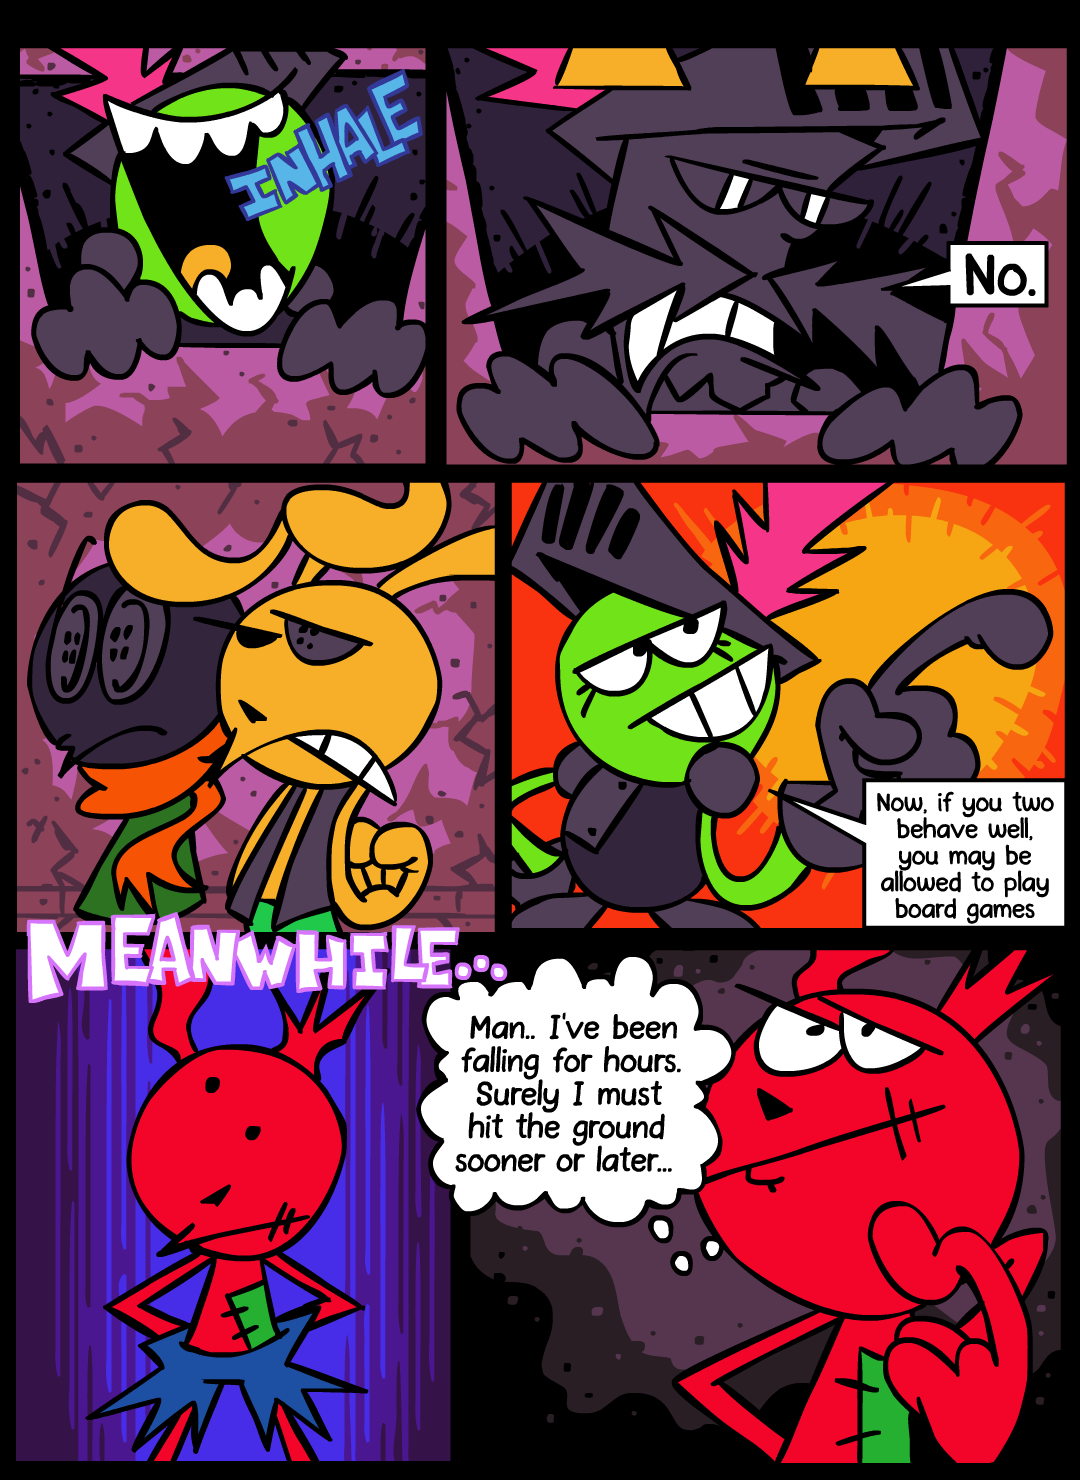 INHALE
No.
Now, if you two
behave well,
you may be
allowed to play
board games
MEANWHILE...
Man.. I've been
falling for hours.
Surely I must
hit the ground
sooner or later...